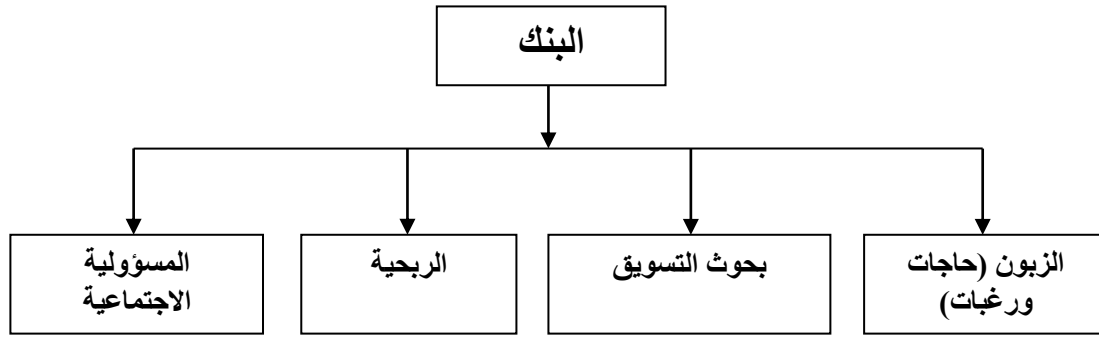 البنك
الزبون (حاجات
ورغبات)
بحوث التسويق
الربحية
المسؤولية
الاجتماعية